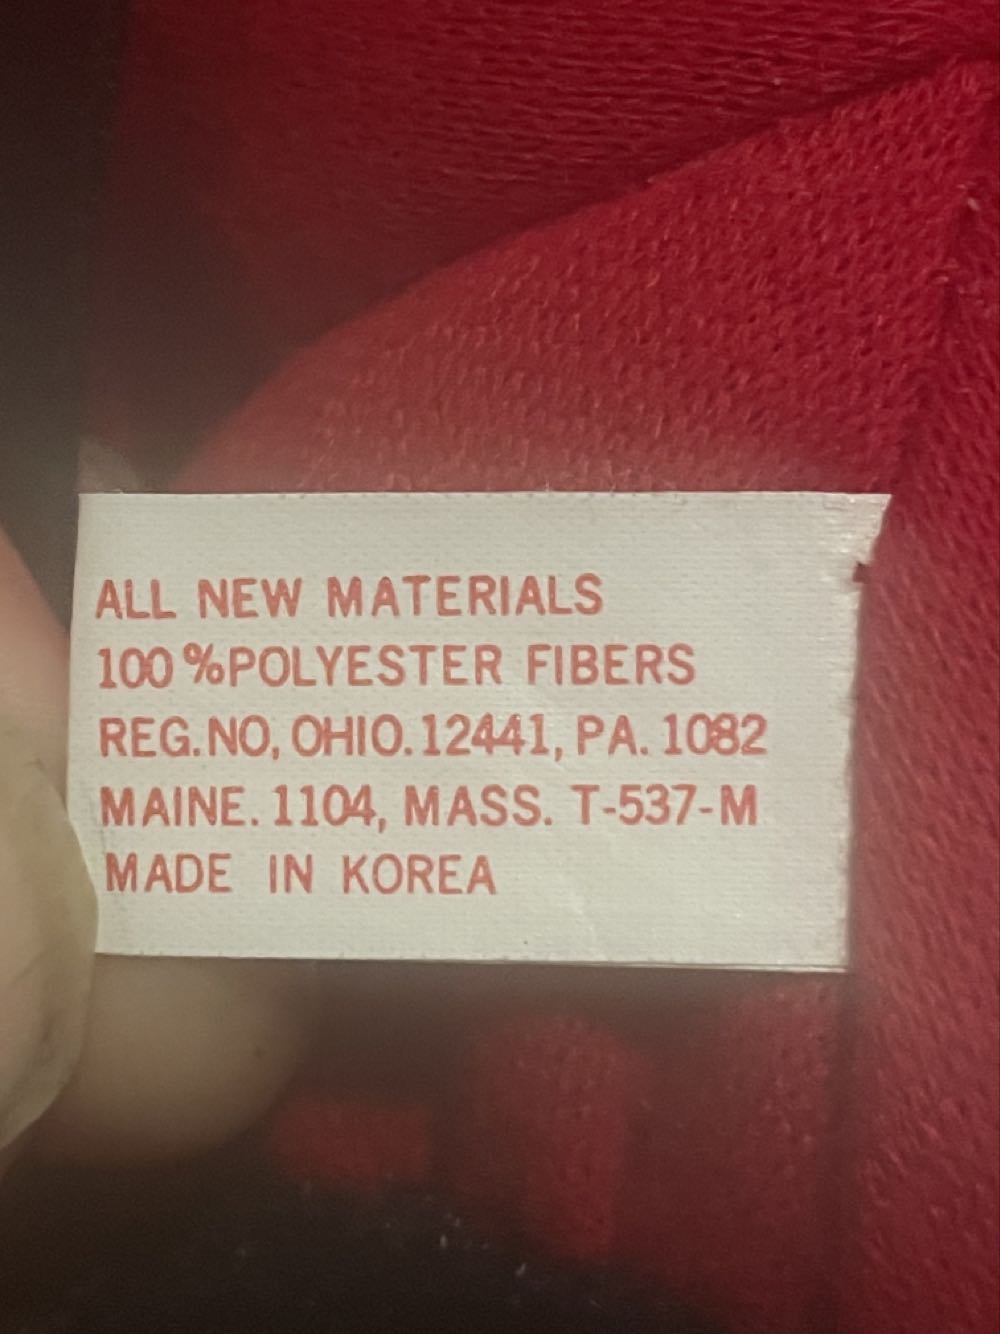 ALL NEW MATERIALS
100%POLYESTER FIBERS
REG.NO, OHIO.12441, PA. 1082
MAINE. 1104, MASS. T-537-M
MADE IN KOREA